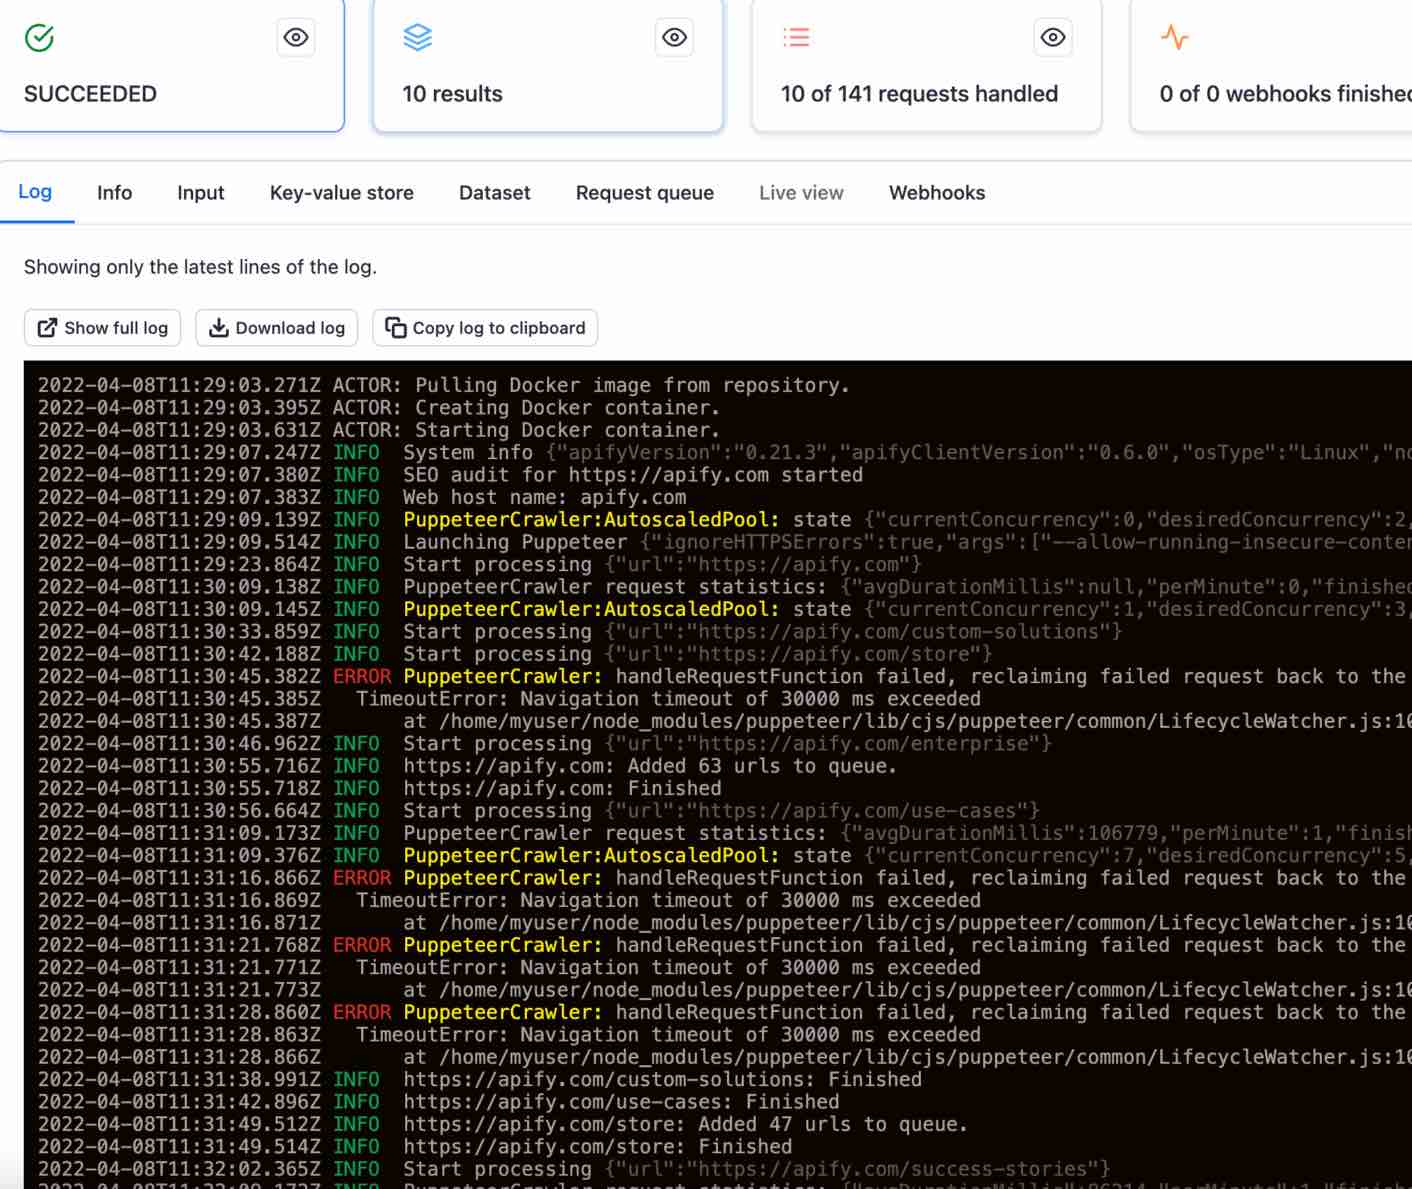 SUCCEEDED
10 results
10 of 141 requests handled
0 of 0 webhooks finished
Log Info Input Key-value store Dataset Request queue Live view Webhooks
Showing only the latest lines of the log.
Show full log Download log Copy log to clipboard
2022-04-08T11:29:03.271Z ACTOR: Pulling Docker image from repository.
2022-04-08T11:29:03.395Z ACTOR: Creating Docker container.
2022-04-08T11:29:03.631Z ACTOR: Starting Docker container.
2022-04-08T11:29:07.247Z INFO System info {"apifyVersion":"0.21.3","apifyClientVersion":"0.6.0","osType":"Linux","no
2022-04-08T11:29:07.380Z INFO SEO audit for https://apify.com started
2022-04-08T11:29:07.383Z INFO Web host name: apify.com
2022-04-08T11:29:09.139Z INFO PuppeteerCrawler:AutoscaledPool: state {"currentConcurrency":0,"desiredConcurrency":2,
2022-04-08T11:29:09.514Z INFO Launching Puppeteer {"ignoreHTTPSErrors":true,"args":["--allow-running-insecure-conten
2022-04-08T11:29:23.864Z INFO Start processing {"url":"https://apify.com"}
2022-04-08T11:30:09.138Z INFO PuppeteerCrawler request statistics: {"avgDurationMillis":null,"perMinute":0,"finished
2022-04-08T11:30:09.145Z INFO PuppeteerCrawler:AutoscaledPool: state {"currentConcurrency":1,"desiredConcurrency":3,
2022-04-08T11:30:33.859Z INFO Start processing {"url":"https://apify.com/custom-solutions"}
2022-04-08T11:30:42.188Z INFO Start processing {"url":"https://apify.com/store"}
2022-04-08T11:30:45.382Z ERROR PuppeteerCrawler: handleRequestFunction failed, reclaiming failed request back to the
2022-04-08T11:30:45.385Z TimeoutError: Navigation timeout of 30000 ms exceeded
2022-04-08T11:30:45.387Z at /home/myuser/node_modules/puppeteer/lib/cjs/puppeteer/common/LifecycleWatcher.js:10
2022-04-08T11:30:46.962Z INFO Start processing {"url":"https://apify.com/enterprise"}
2022-04-08T11:30:55.716Z INFO https://apify.com: Added 63 urls to queue.
2022-04-08T11:30:55.718Z INFO https://apify.com: Finished
2022-04-08T11:30:56.664Z INFO Start processing {"url":"https://apify.com/use-cases"}
2022-04-08T11:31:09.173Z INFO PuppeteerCrawler request statistics: {"avgDurationMillis":106779,"perMinute":1,"finish
2022-04-08T11:31:09.376Z INFO PuppeteerCrawler:AutoscaledPool: state {"currentConcurrency":7,"desiredConcurrency":5,
2022-04-08T11:31:16.866Z ERROR PuppeteerCrawler: handleRequestFunction failed, reclaiming failed request back to the
2022-04-08T11:31:16.869Z TimeoutError: Navigation timeout of 30000 ms exceeded
2022-04-08T11:31:16.871Z at /home/myuser/node_modules/puppeteer/lib/cjs/puppeteer/common/LifecycleWatcher.js:10
2022-04-08T11:31:21.768Z ERROR PuppeteerCrawler: handleRequestFunction failed, reclaiming failed request back to the
2022-04-08T11:31:21.771Z TimeoutError: Navigation timeout of 30000 ms exceeded
2022-04-08T11:31:21.773Z at /home/myuser/node_modules/puppeteer/lib/cjs/puppeteer/common/LifecycleWatcher.js:10
2022-04-08T11:31:28.860Z ERROR PuppeteerCrawler: handleRequestFunction failed, reclaiming failed request back to the
2022-04-08T11:31:28.863Z TimeoutError: Navigation timeout of 30000 ms exceeded
2022-04-08T11:31:28.866Z at /home/myuser/node_modules/puppeteer/lib/cjs/puppeteer/common/LifecycleWatcher.js:10
2022-04-08T11:31:38.991Z INFO https://apify.com/custom-solutions: Finished
2022-04-08T11:31:42.896Z INFO https://apify.com/use-cases: Finished
2022-04-08T11:31:49.512Z INFO https://apify.com/store: Added 47 urls to queue.
2022-04-08T11:31:49.514Z INFO https://apify.com/store: Finished
2022-04-08T11:32:02.365Z INFO Start processing {"url":"https://apify.com/success-stories"}